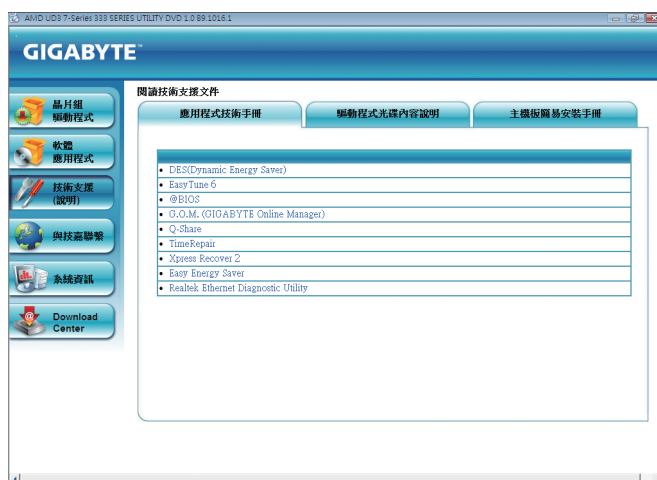 AMD UD3 7-Series 333 SERIES UTILITY DVD 1.0 B9.1016.1
GIGABYTE™
晶片組
驅動程式
軟體
應用程式
技術支援
(說明)
與技嘉聯繫
系統資訊
Download
Center
閱讀技術支援文件
應用程式技術手冊
驅動程式光碟內容說明
主機板簡易安裝手冊
• DES(Dynamic Energy Saver)
• EasyTune 6
• @BIOS
• G.O.M. (GIGABYTE Online Manager)
• Q-Share
• TimeRepair
• Xpress Recover 2
• Easy Energy Saver
• Realtek Ethernet Diagnostic Utility